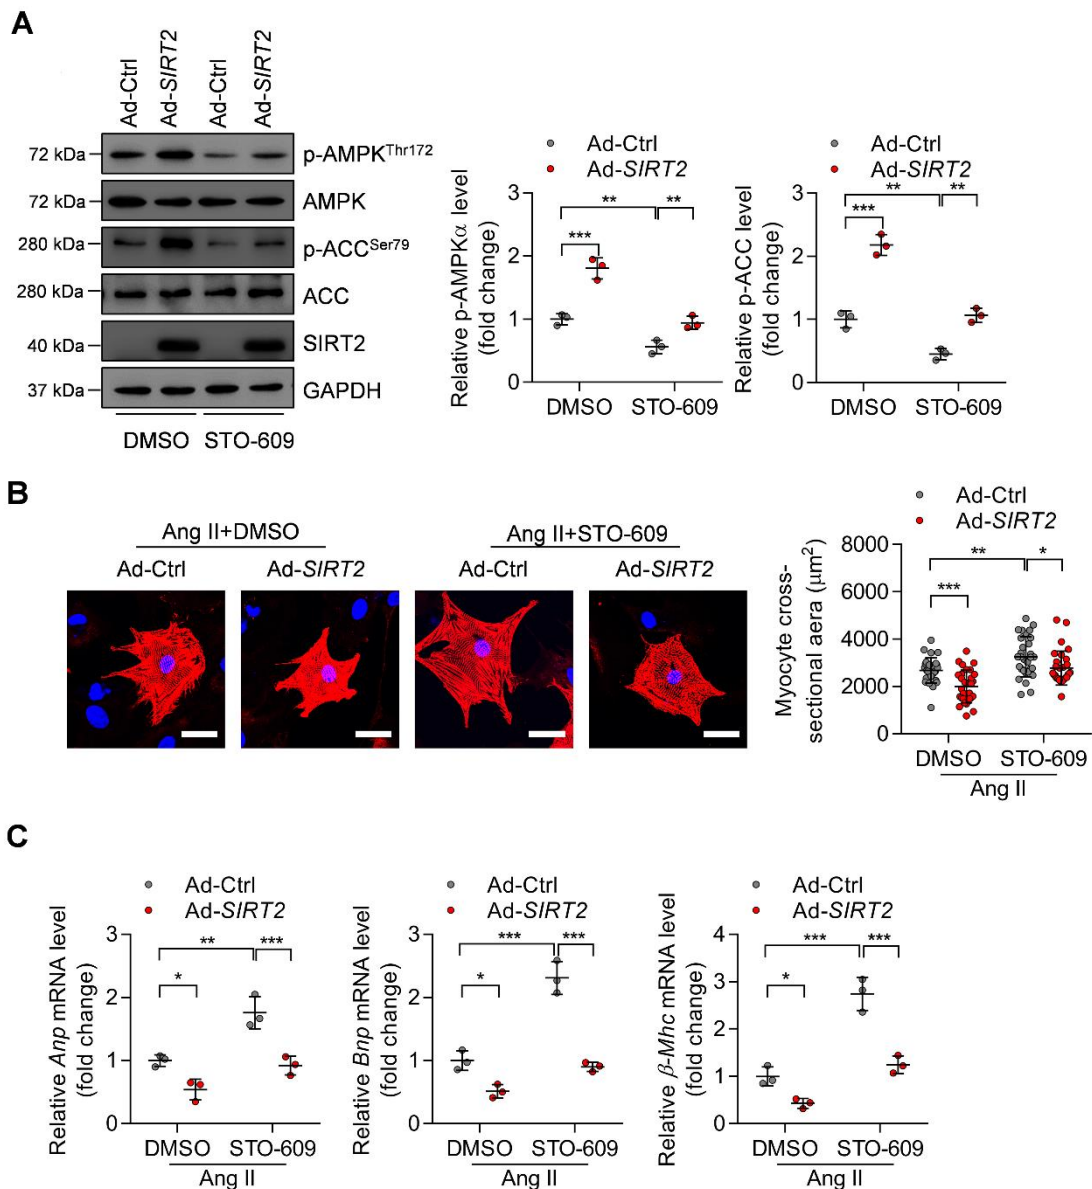 A
Ad-Ctrl
Ad-SIRT2
Ad-Ctrl
Ad-SIRT2
72 kDa
p-AMPKThr172
72 kDa
AMPK
280 kDa
p-ACCSer79
280 kDa
ACC
40 kDa
SIRT2
37 kDa
GAPDH
DMSO STO-609
Ad-Ctrl
Ad-SIRT2
Relative p-AMPKα level
(fold change)
3
2
1
0
**
**
***
DMSO STO-609
Ad-Ctrl
Ad-SIRT2
Relative p-ACC level
(fold change)
3
2
1
0
**
**
***
DMSO STO-609
B
Ang II+DMSO
Ang II+STO-609
Ad-Ctrl
Ad-SIRT2
Ad-Ctrl
Ad-SIRT2
Ad-Ctrl
Ad-SIRT2
Myocyte cross-
sectional aera (μm2)
8000
6000
4000
2000
0
**
*
***
DMSO STO-609
Ang II
C
Ad-Ctrl
Ad-SIRT2
Relative Anp mRNA level
(fold change)
3
2
1
0
**
***
*
DMSO STO-609
Ang II
Ad-Ctrl
Ad-SIRT2
Relative Bnp mRNA level
(fold change)
3
2
1
0
***
***
*
DMSO STO-609
Ang II
Ad-Ctrl
Ad-SIRT2
Relative β-Mhc mRNA level
(fold change)
4
3
2
1
0
***
***
*
DMSO STO-609
Ang II